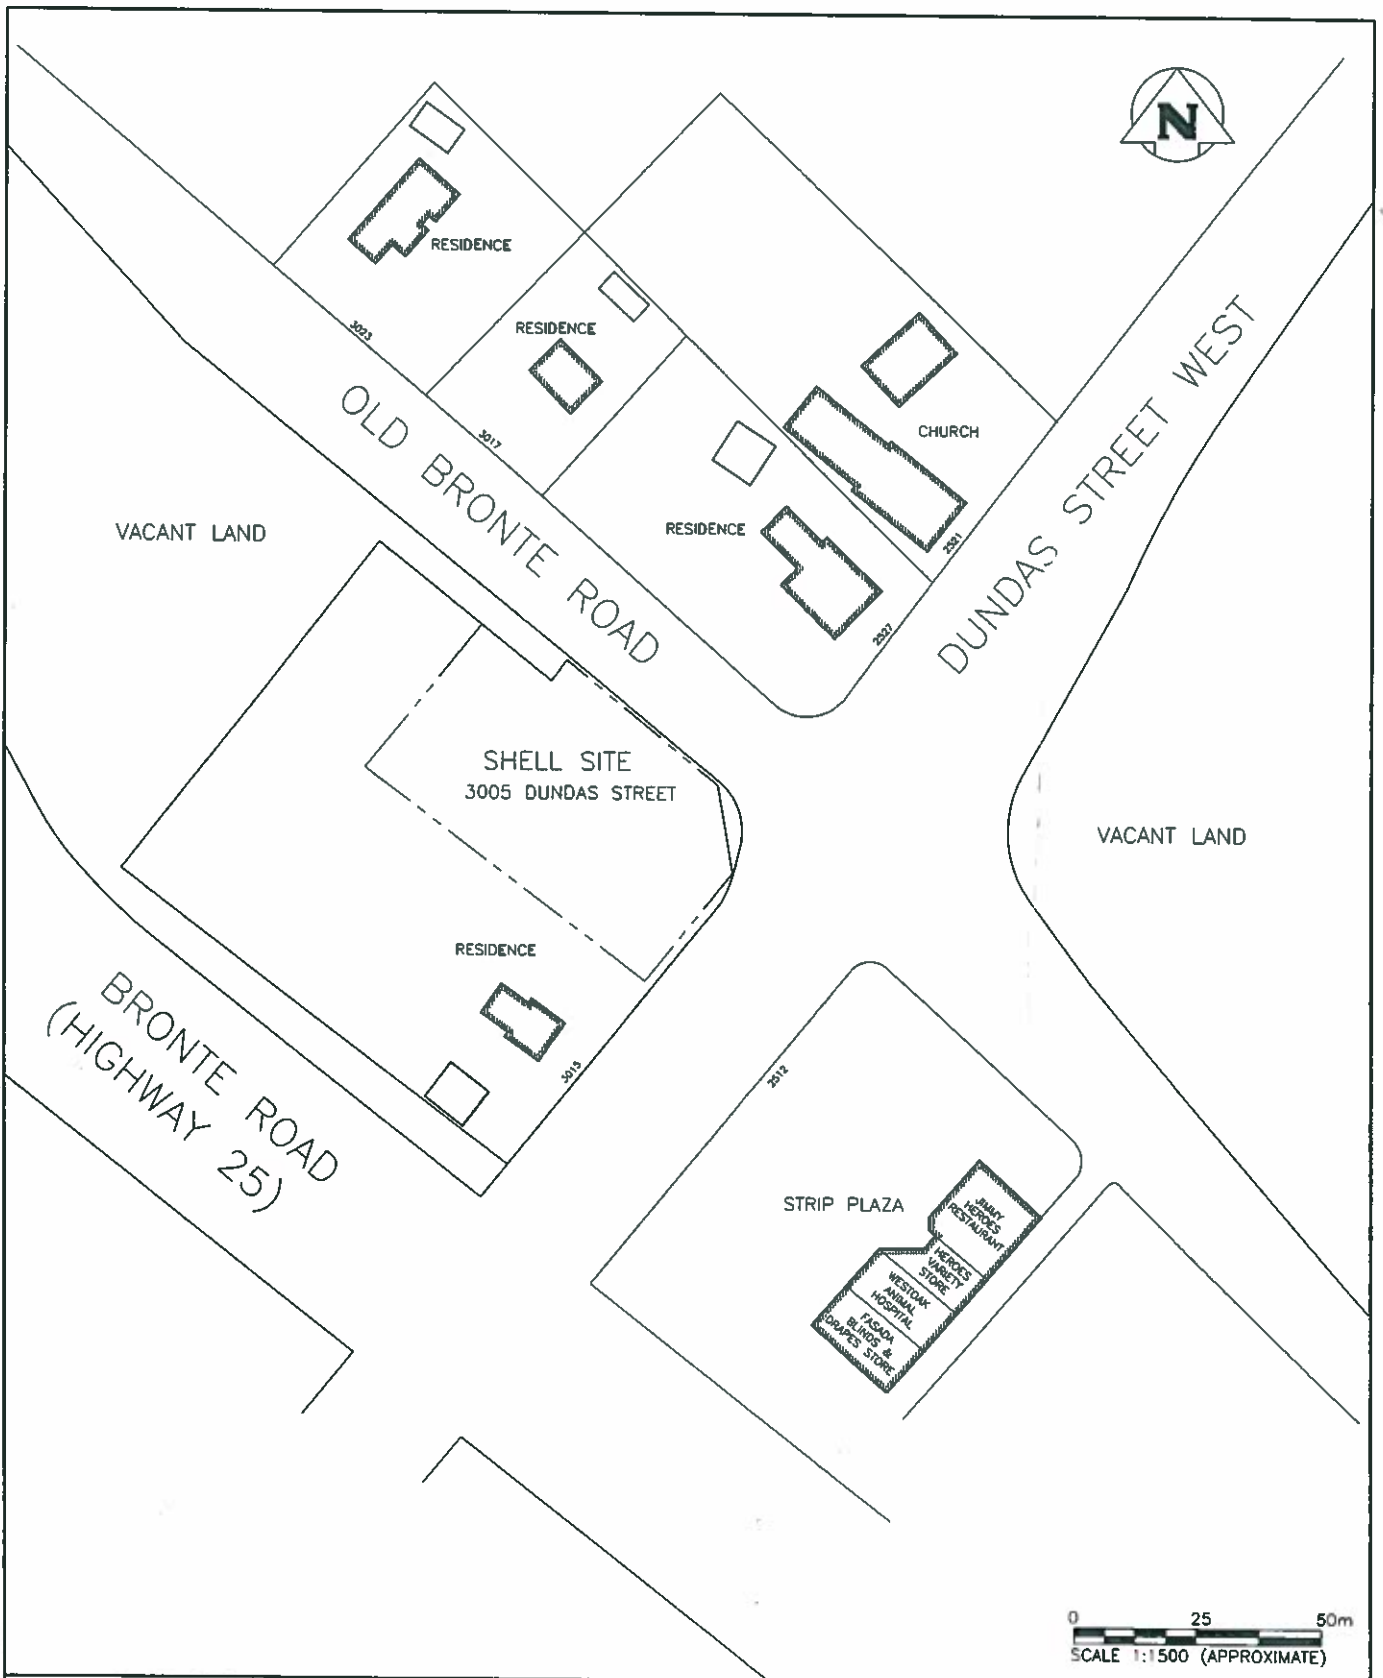 N
RESIDENCE
3023
RESIDENCE
3017
OLD BRONTE ROAD
CHURCH
2521
RESIDENCE
2527
DUNDAS STREET WEST
VACANT LAND
SHELL SITE
3005 DUNDAS STREET
VACANT LAND
RESIDENCE
3015
BRONTE ROAD
(HIGHWAY 25)
2512
STRIP PLAZA
JIMMY
HEROES
RESTAURANT
HEROES
VARIETY
STORE
WESTOAK
ANIMAL
HOSPITAL
FASADA
BLINDS &
DRAPES STORE
0 25 50m
SCALE 1:1500 (APPROXIMATE)